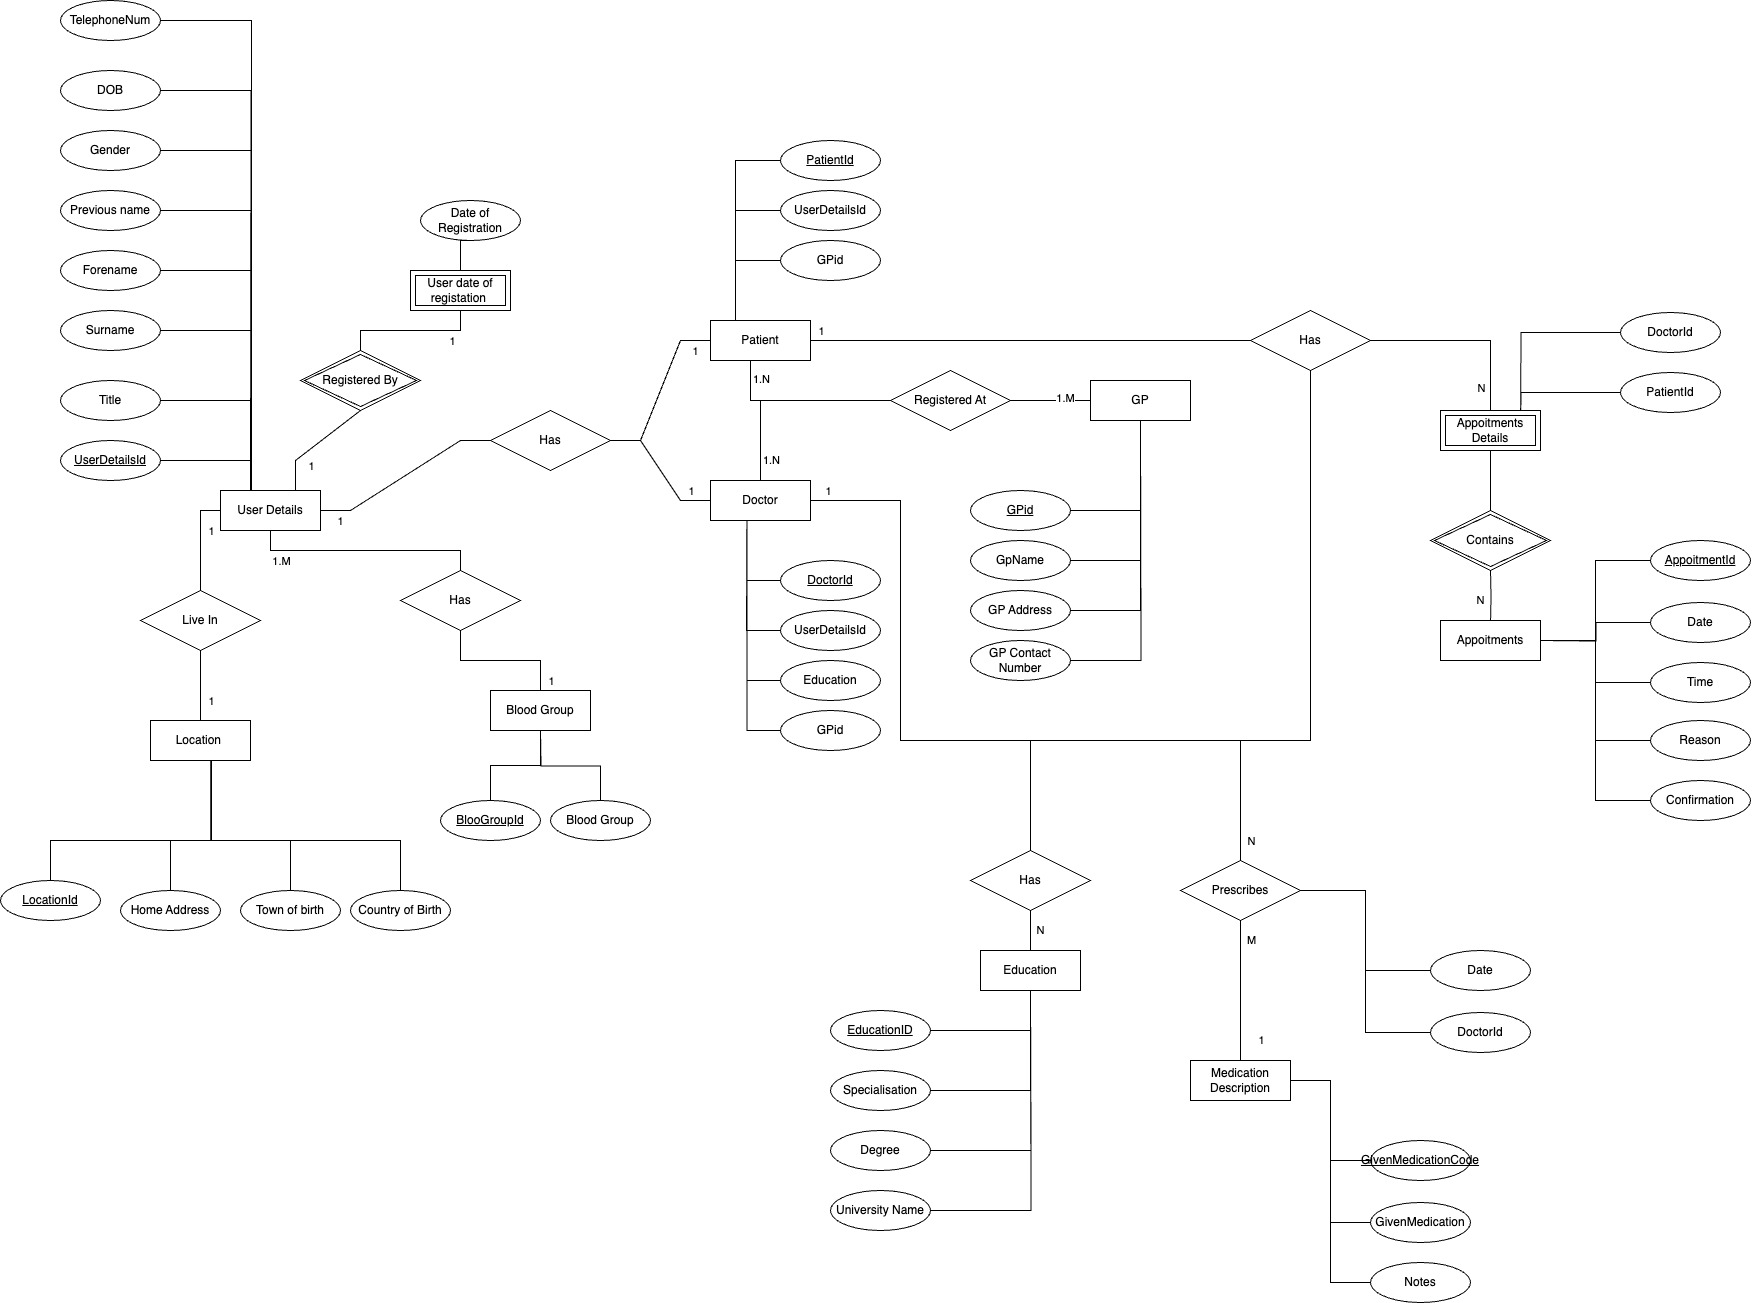 TelephoneNum
DOB
Gender
Previous name
Forename
Surname
Title
UserDetailsId
User Details
Date of
Registration
User date of
registation
1
Registered By
1
1
Has
1
1
1
Live In
1
Location
LocationId
Home Address
Town of birth
Country of Birth
1.M
Has
1
Blood Group
BlooGroupId
Blood Group
PatientId
UserDetailsId
GPid
Patient
1
1.N
Registered At
1.M
GP
1.N
Doctor
1
GPid
GpName
GP Address
GP Contact
Number
DoctorId
UserDetailsId
Education
GPid
Has
N
DoctorId
PatientId
Appoitments
Details
Contains
N
Appoitments
AppoitmentId
Date
Time
Reason
Confirmation
Has
N
Education
EducationID
Specialisation
Degree
University Name
N
Prescribes
M
Date
DoctorId
1
Medication
Description
GivenMedicationCode
GivenMedication
Notes